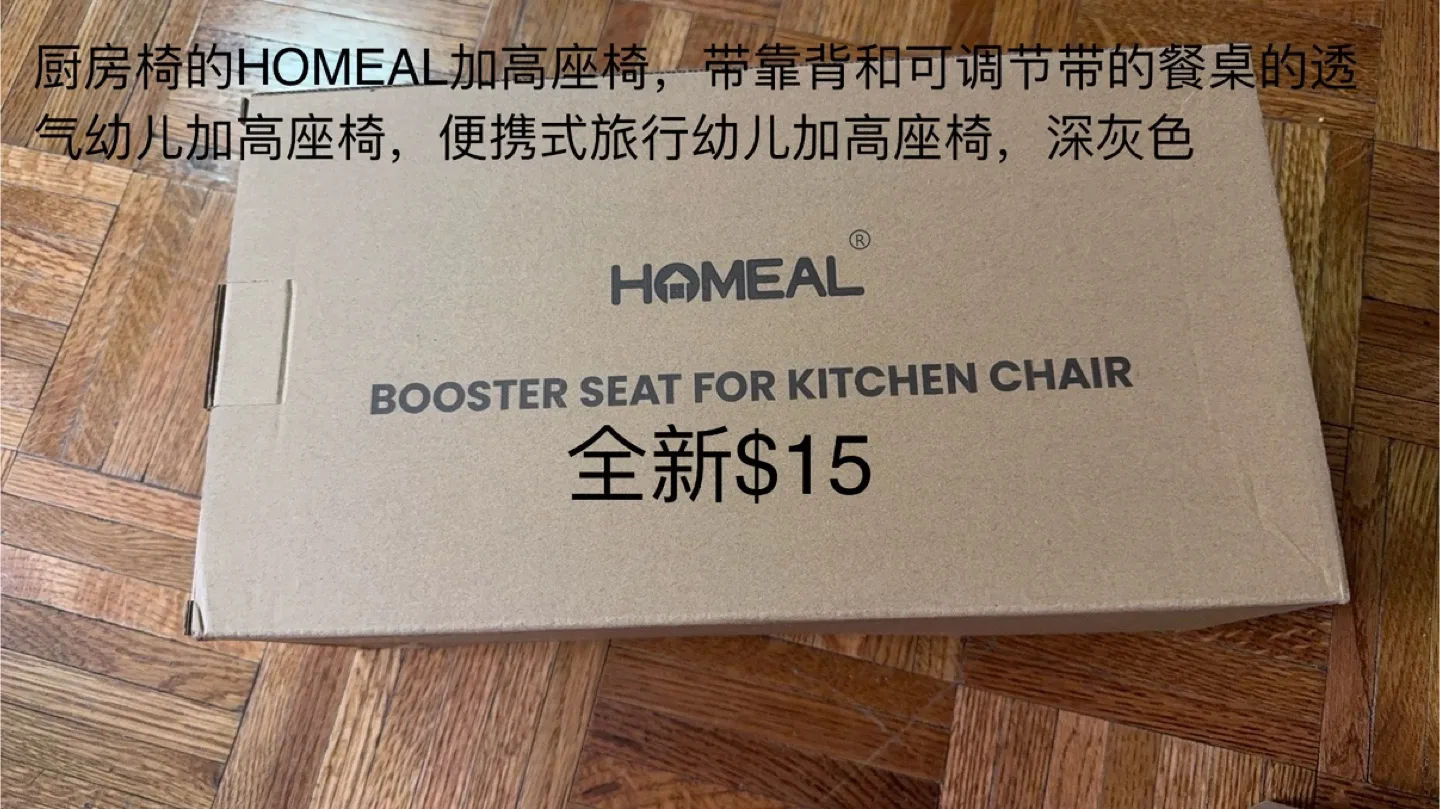 厨房椅的HOMEAL加高座椅，带靠背和可调节带的餐桌的透
气幼儿加高座椅，便携式旅行幼儿加高座椅，深灰色
HOMEAL®
BOOSTER SEAT FOR KITCHEN CHAIR
全新$15